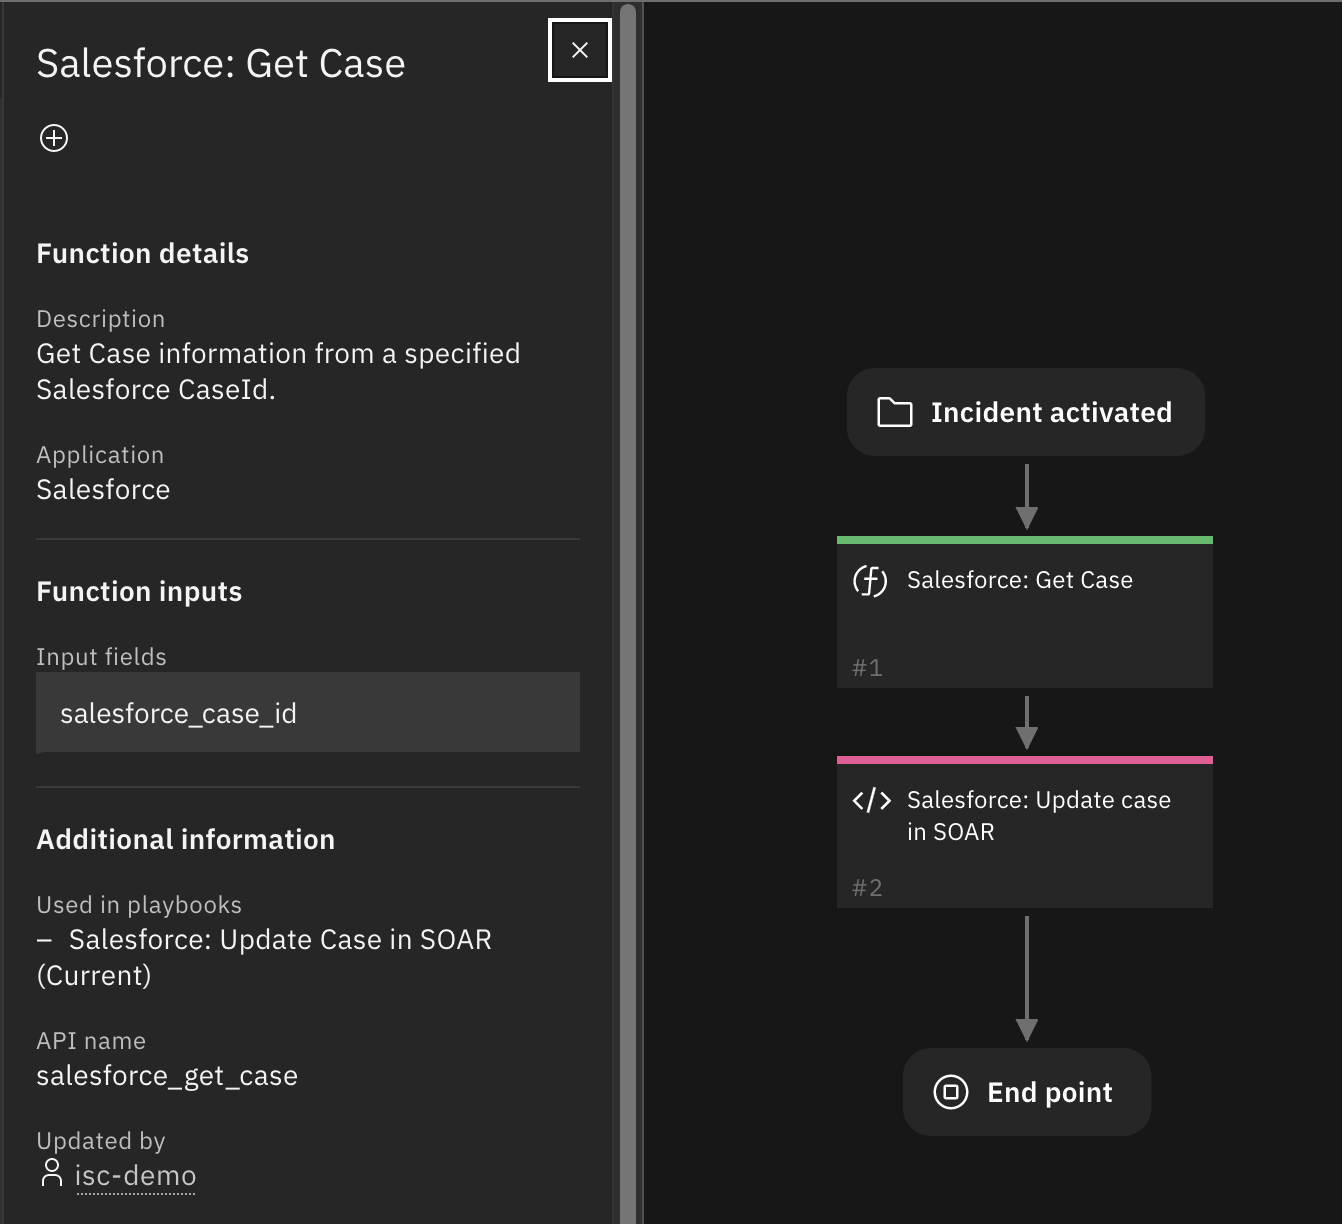 Salesforce: Get Case
Function details
Description
Get Case information from a specified
Salesforce CaseId.
Application
Salesforce
Function inputs
Input fields
salesforce_case_id
Additional information
Used in playbooks
– Salesforce: Update Case in SOAR
(Current)
API name
salesforce_get_case
Updated by
isc-demo
Incident activated
Salesforce: Get Case
#1
Salesforce: Update case
in SOAR
#2
End point